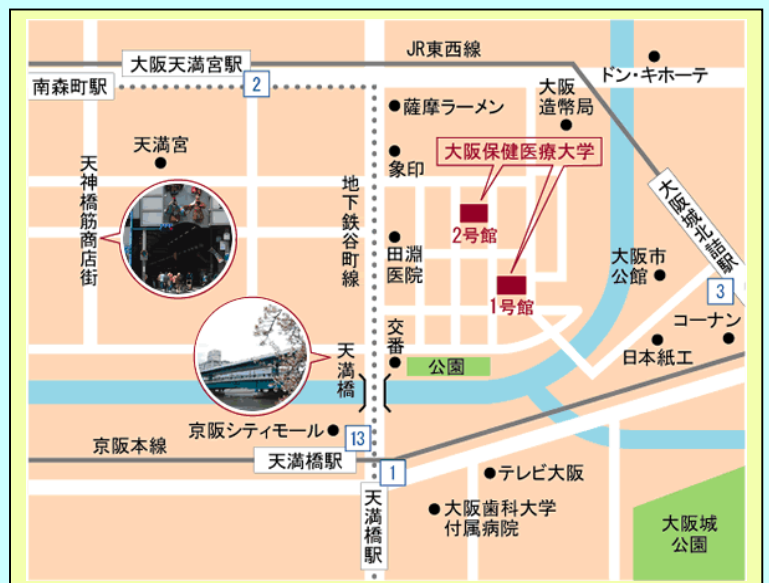 JR東西線
大阪天満宮駅
南森町駅
2
ドン・キホーテ
大阪
造幣局
薩摩ラーメン
天満宮
大阪保健医療大学
象印
天神橋筋商店街
地下鉄谷町線
2号館
田淵
医院
大阪城北詰駅
大阪市
公館
3
1号館
コーナン
交番
日本紙工
天満橋
公園
京阪シティモール
13
京阪本線
天満橋駅
1
テレビ大阪
天満橋駅
大阪歯科大学
付属病院
大阪城
公園